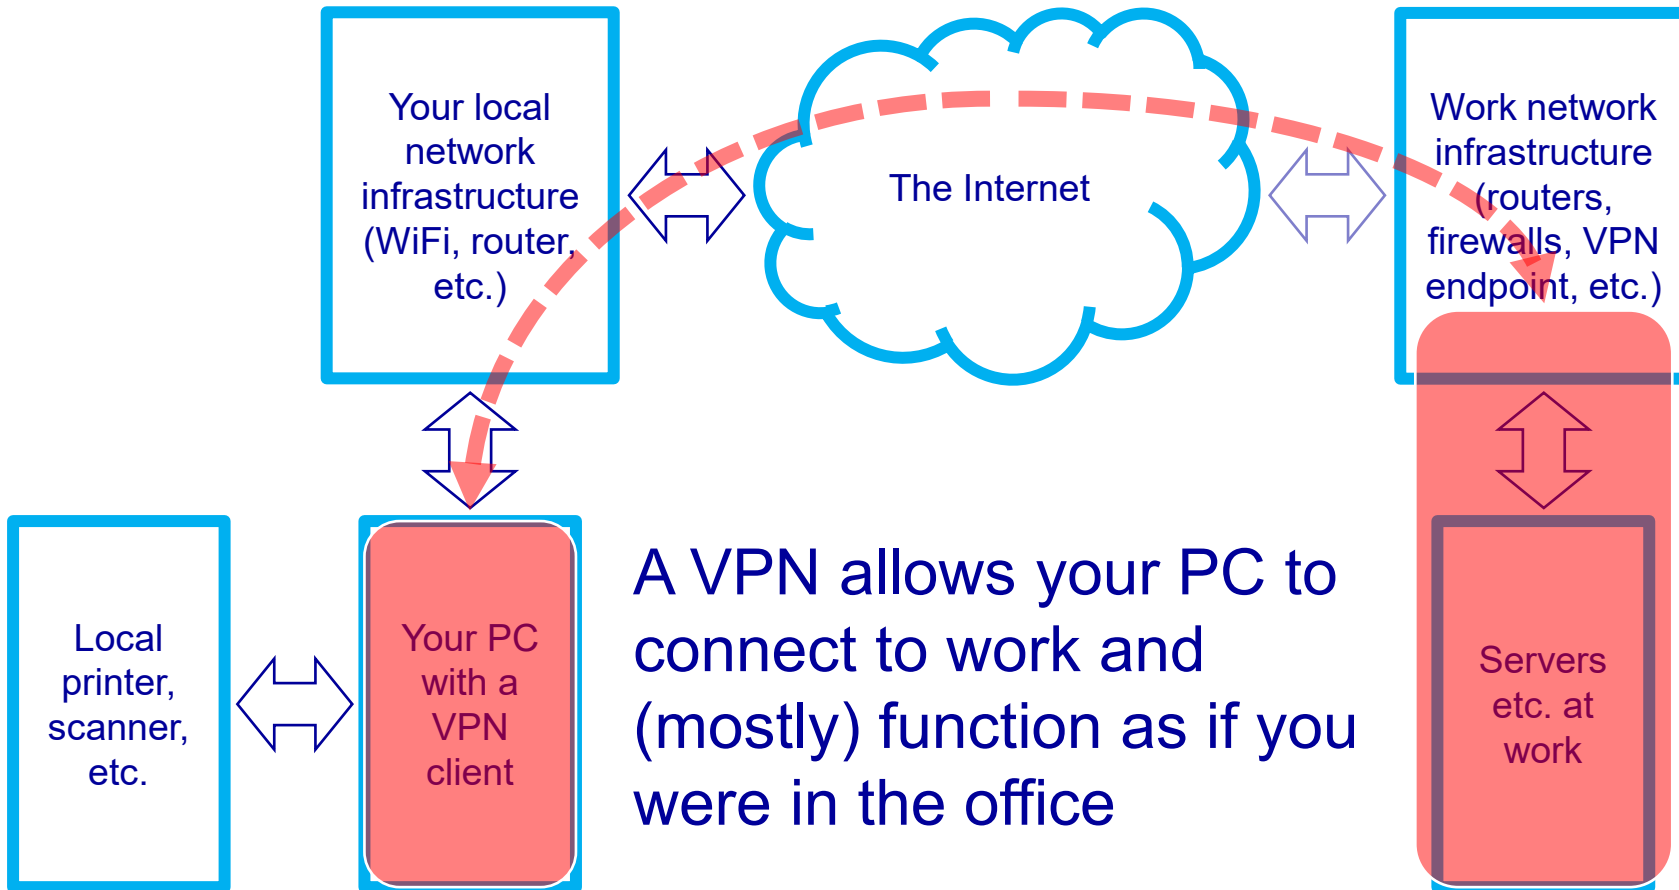 Your local
network
infrastructure
(WiFi, router,
etc.)
The Internet
Work network
infrastructure
(routers,
firewalls, VPN
endpoint, etc.)
Local
printer,
scanner,
etc.
Your PC
with a
VPN
client
A VPN allows your PC to
connect to work and
(mostly) function as if you
were in the office
Servers
etc. at
work